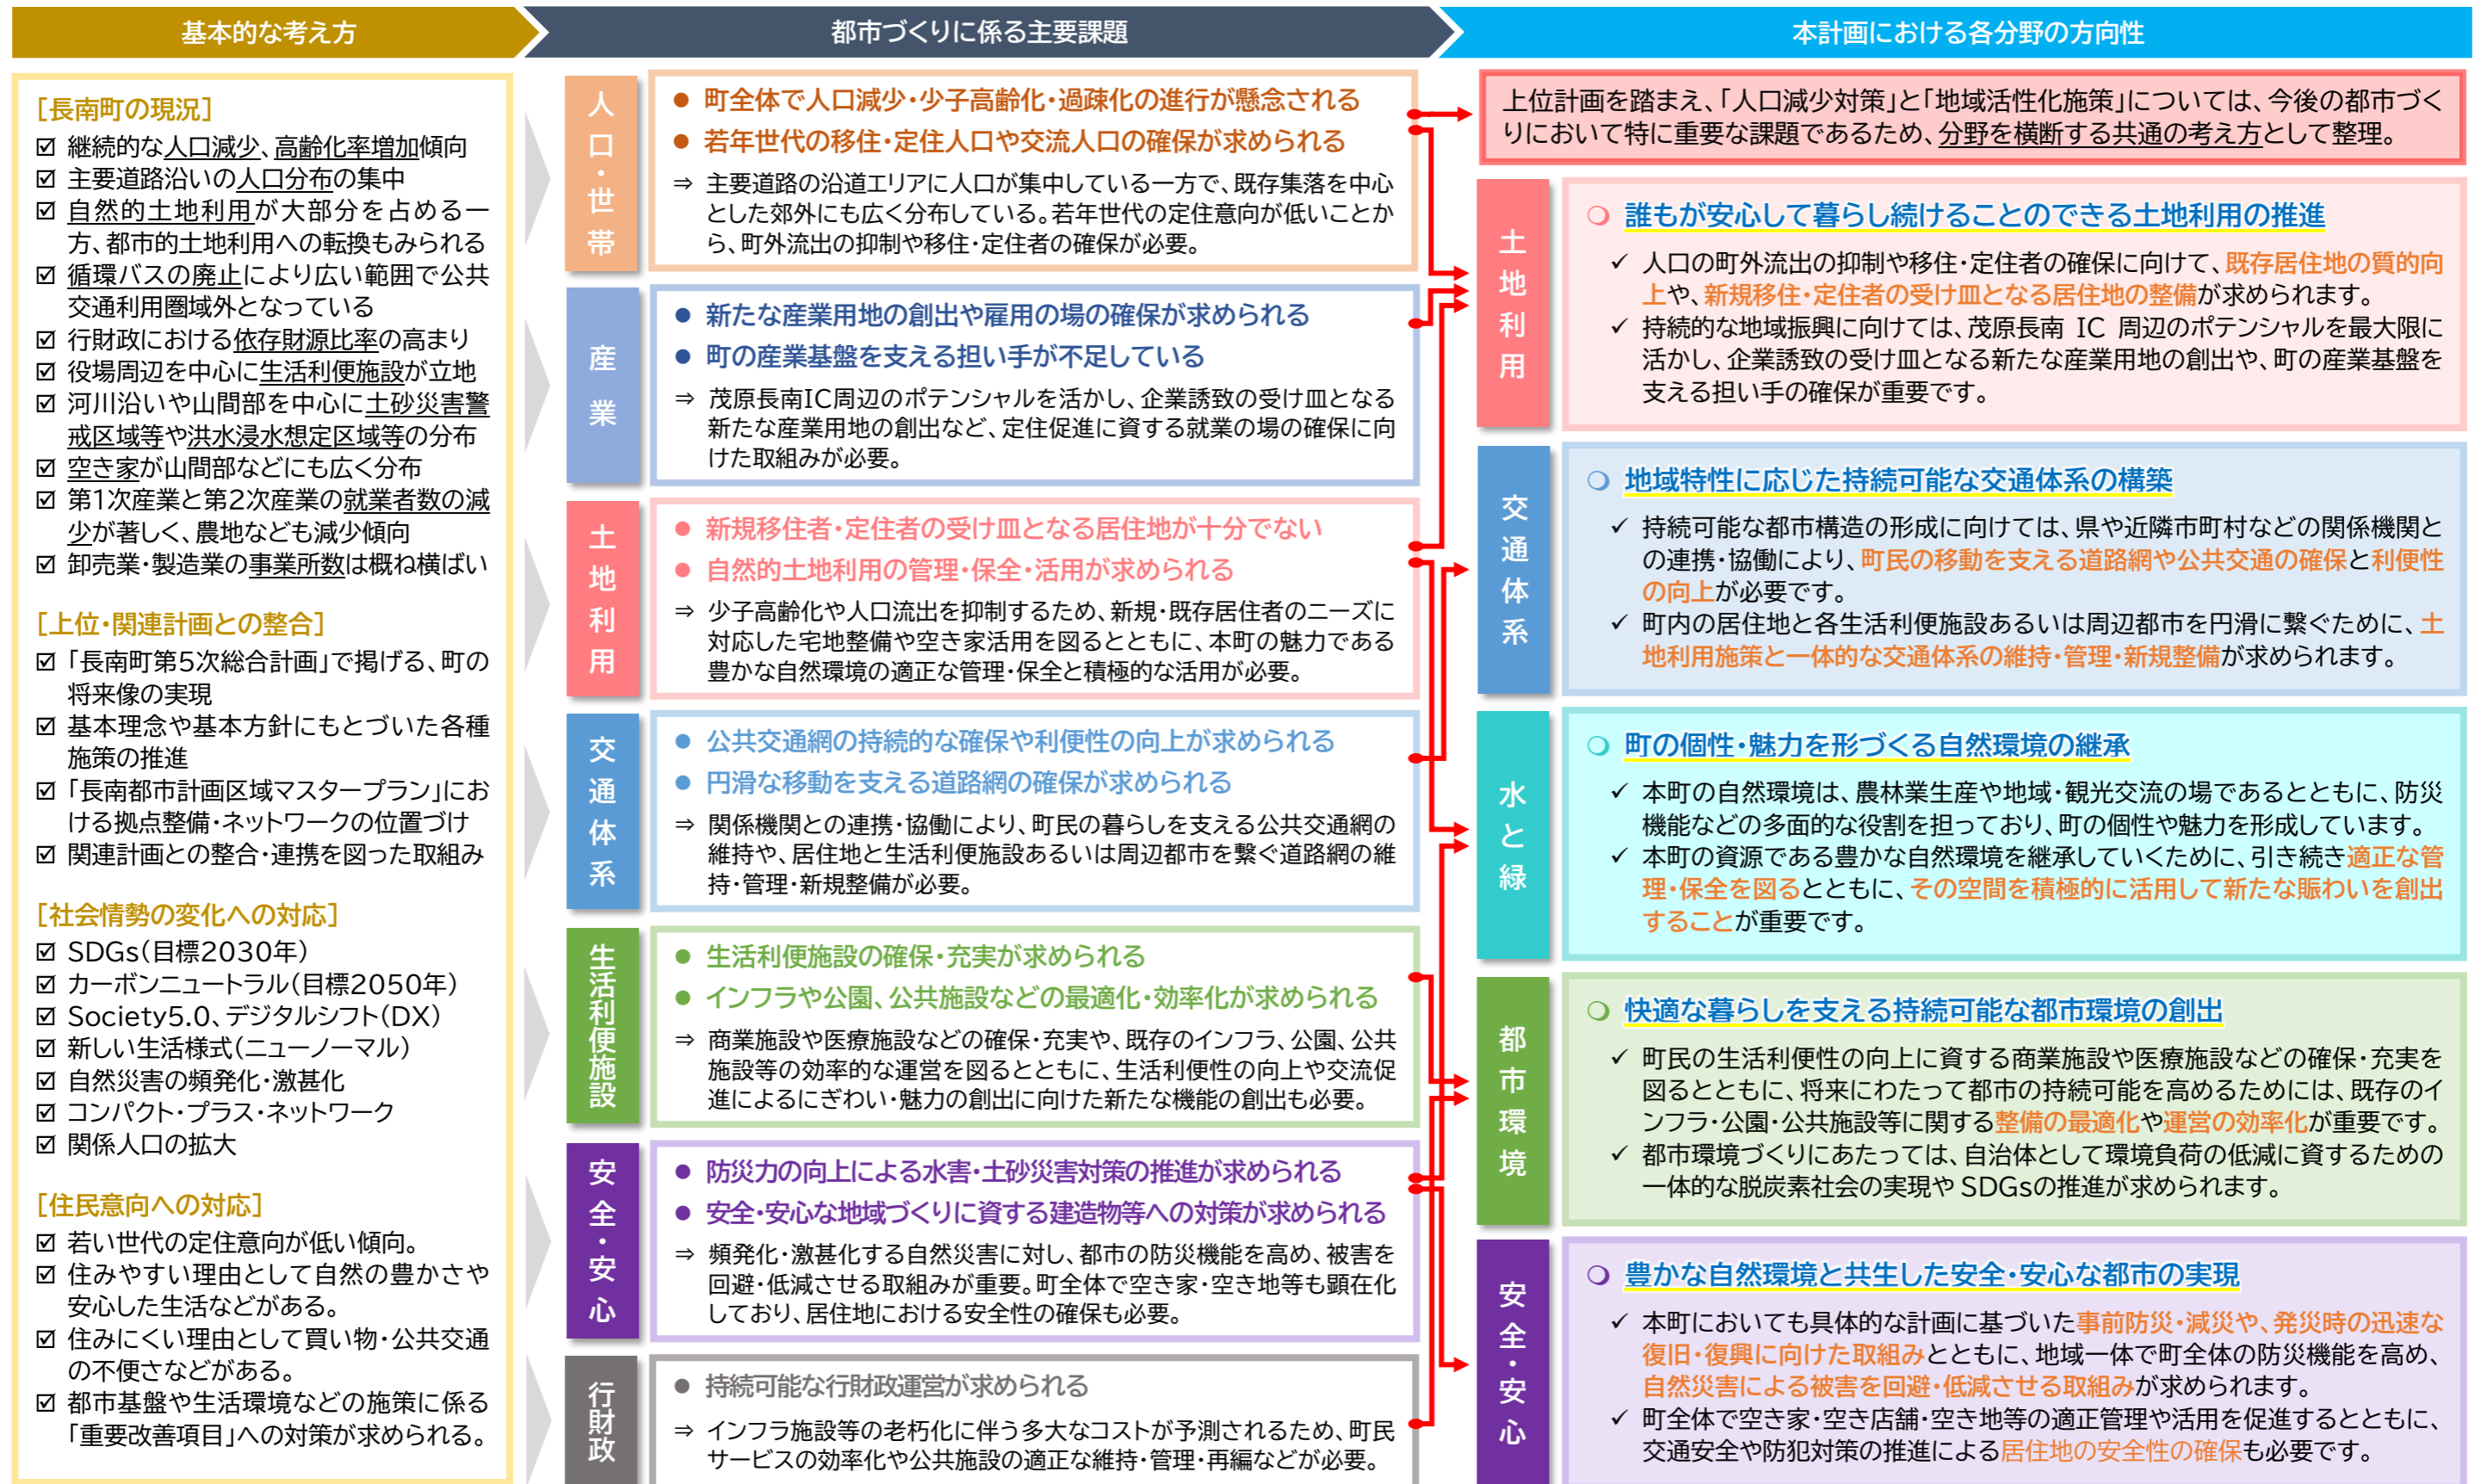 基本的な考え方
都市づくりに係る主要課題
本計画における各分野の方向性
[長南町の現況]
☑ 継続的な人口減少、高齢化率増加傾向
☑ 主要道路沿いの人口分布の集中
☑ 自然的土地利用が大部分を占める一
方、都市的土地利用への転換もみられる
☑ 循環バスの廃止により広い範囲で公共
交通利用圏域外となっている
☑ 行財政における依存財源比率の高まり
☑ 役場周辺を中心に生活利便施設が立地
☑ 河川沿いや山間部を中心に土砂災害警
戒区域等や洪水浸水想定区域等の分布
☑ 空き家が山間部などにも広く分布
☑ 第1次産業と第2次産業の就業者数の減
少が著しく、農地なども減少傾向
☑ 卸売業・製造業の事業所数は概ね横ばい
[上位・関連計画との整合]
☑ 「長南町第5次総合計画」で掲げる、町の
将来像の実現
☑ 基本理念や基本方針にもとづいた各種
施策の推進
☑ 「長南都市計画区域マスタープラン」にお
ける拠点整備・ネットワークの位置づけ
☑ 関連計画との整合・連携を図った取組み
[社会情勢の変化への対応]
☑ SDGs(目標2030年)
☑ カーボンニュートラル(目標2050年)
☑ Society5.0、デジタルシフト(DX)
☑ 新しい生活様式(ニューノーマル)
☑ 自然災害の頻発化・激甚化
☑ コンパクト・プラス・ネットワーク
☑ 関係人口の拡大
[住民意向への対応]
☑ 若い世代の定住意向が低い傾向。
☑ 住みやすい理由として自然の豊かさや
安心した生活などがある。
☑ 住みにくい理由として買い物・公共交通
の不便さなどがある。
☑ 都市基盤や生活環境などの施策に係る
「重要改善項目」への対策が求められる。
人口・世帯
● 町全体で人口減少・少子高齢化・過疎化の進行が懸念される
● 若年世代の移住・定住人口や交流人口の確保が求められる
⇒ 主要道路の沿道エリアに人口が集中している一方で、既存集落を中心
とした郊外にも広く分布している。若年世代の定住意向が低いことか
ら、町外流出の抑制や移住・定住者の確保が必要。
産業
● 新たな産業用地の創出や雇用の場の確保が求められる
● 町の産業基盤を支える担い手が不足している
⇒ 茂原長南IC周辺のポテンシャルを活かし、企業誘致の受け皿となる
新たな産業用地の創出など、定住促進に資する就業の場の確保に向
けた取組みが必要。
土地利用
● 新規移住者・定住者の受け皿となる居住地が十分でない
● 自然的土地利用の管理・保全・活用が求められる
⇒ 少子高齢化や人口流出を抑制するため、新規・既存居住者のニーズに
対応した宅地整備や空き家活用を図るとともに、本町の魅力である
豊かな自然環境の適正な管理・保全と積極的な活用が必要。
交通体系
● 公共交通網の持続的な確保や利便性の向上が求められる
● 円滑な移動を支える道路網の確保が求められる
⇒ 関係機関との連携・協働により、町民の暮らしを支える公共交通網の
維持や、居住地と生活利便施設あるいは周辺都市を繋ぐ道路網の維
持・管理・新規整備が必要。
生活利便施設
● 生活利便施設の確保・充実が求められる
● インフラや公園、公共施設などの最適化・効率化が求められる
⇒ 商業施設や医療施設などの確保・充実や、既存のインフラ、公園、公共
施設等の効率的な運営を図るとともに、生活利便性の向上や交流促
進によるにぎわい・魅力の創出に向けた新たな機能の創出も必要。
安全・安心
● 防災力の向上による水害・土砂災害対策の推進が求められる
● 安全・安心な地域づくりに資する建造物等への対策が求められる
⇒ 頻発化・激甚化する自然災害に対し、都市の防災機能を高め、被害を
回避・低減させる取組みが重要。町全体で空き家・空き地等も顕在化
しており、居住地における安全性の確保も必要。
行財政
● 持続可能な行財政運営が求められる
⇒ インフラ施設等の老朽化に伴う多大なコストが予測されるため、町民
サービスの効率化や公共施設の適正な維持・管理・再編などが必要。
上位計画を踏まえ、「人口減少対策」と「地域活性化施策」については、今後の都市づく
りにおいて特に重要な課題であるため、分野を横断する共通の考え方として整理。
土地利用
○ 誰もが安心して暮らし続けることのできる土地利用の推進
✓ 人口の町外流出の抑制や移住・定住者の確保に向けて、既存居住地の質的向
上や、新規移住・定住者の受け皿となる居住地の整備が求められます。
✓ 持続的な地域振興に向けては、茂原長南 IC 周辺のポテンシャルを最大限に
活かし、企業誘致の受け皿となる新たな産業用地の創出や、町の産業基盤を
支える担い手の確保が重要です。
交通体系
○ 地域特性に応じた持続可能な交通体系の構築
✓ 持続可能な都市構造の形成に向けては、県や近隣市町村などの関係機関と
の連携・協働により、町民の移動を支える道路網や公共交通の確保と利便性
の向上が必要です。
✓ 町内の居住地と各生活利便施設あるいは周辺都市を円滑に繋ぐために、土
地利用施策と一体的な交通体系の維持・管理・新規整備が求められます。
水と緑
○ 町の個性・魅力を形づくる自然環境の継承
✓ 本町の自然環境は、農林業生産や地域・観光交流の場であるとともに、防災
機能などの多面的な役割を担っており、町の個性や魅力を形成しています。
✓ 本町の資源である豊かな自然環境を継承していくために、引き続き適正な管
理・保全を図るとともに、その空間を積極的に活用して新たな賑わいを創出
することが重要です。
都市環境
○ 快適な暮らしを支える持続可能な都市環境の創出
✓ 町民の生活利便性の向上に資する商業施設や医療施設などの確保・充実を
図るとともに、将来にわたって都市の持続可能を高めるためには、既存のイ
ンフラ・公園・公共施設等に関する整備の最適化や運営の効率化が重要です。
✓ 都市環境づくりにあたっては、自治体として環境負荷の低減に資するための
一体的な脱炭素社会の実現や SDGsの推進が求められます。
安全・安心
○ 豊かな自然環境と共生した安全・安心な都市の実現
✓ 本町においても具体的な計画に基づいた事前防災・減災や、発災時の迅速な
復旧・復興に向けた取組みとともに、地域一体で町全体の防災機能を高め、
自然災害による被害を回避・低減させる取組みが求められます。
✓ 町全体で空き家・空き店舗・空き地等の適正管理や活用を促進するとともに、
交通安全や防犯対策の推進による居住地の安全性の確保も必要です。